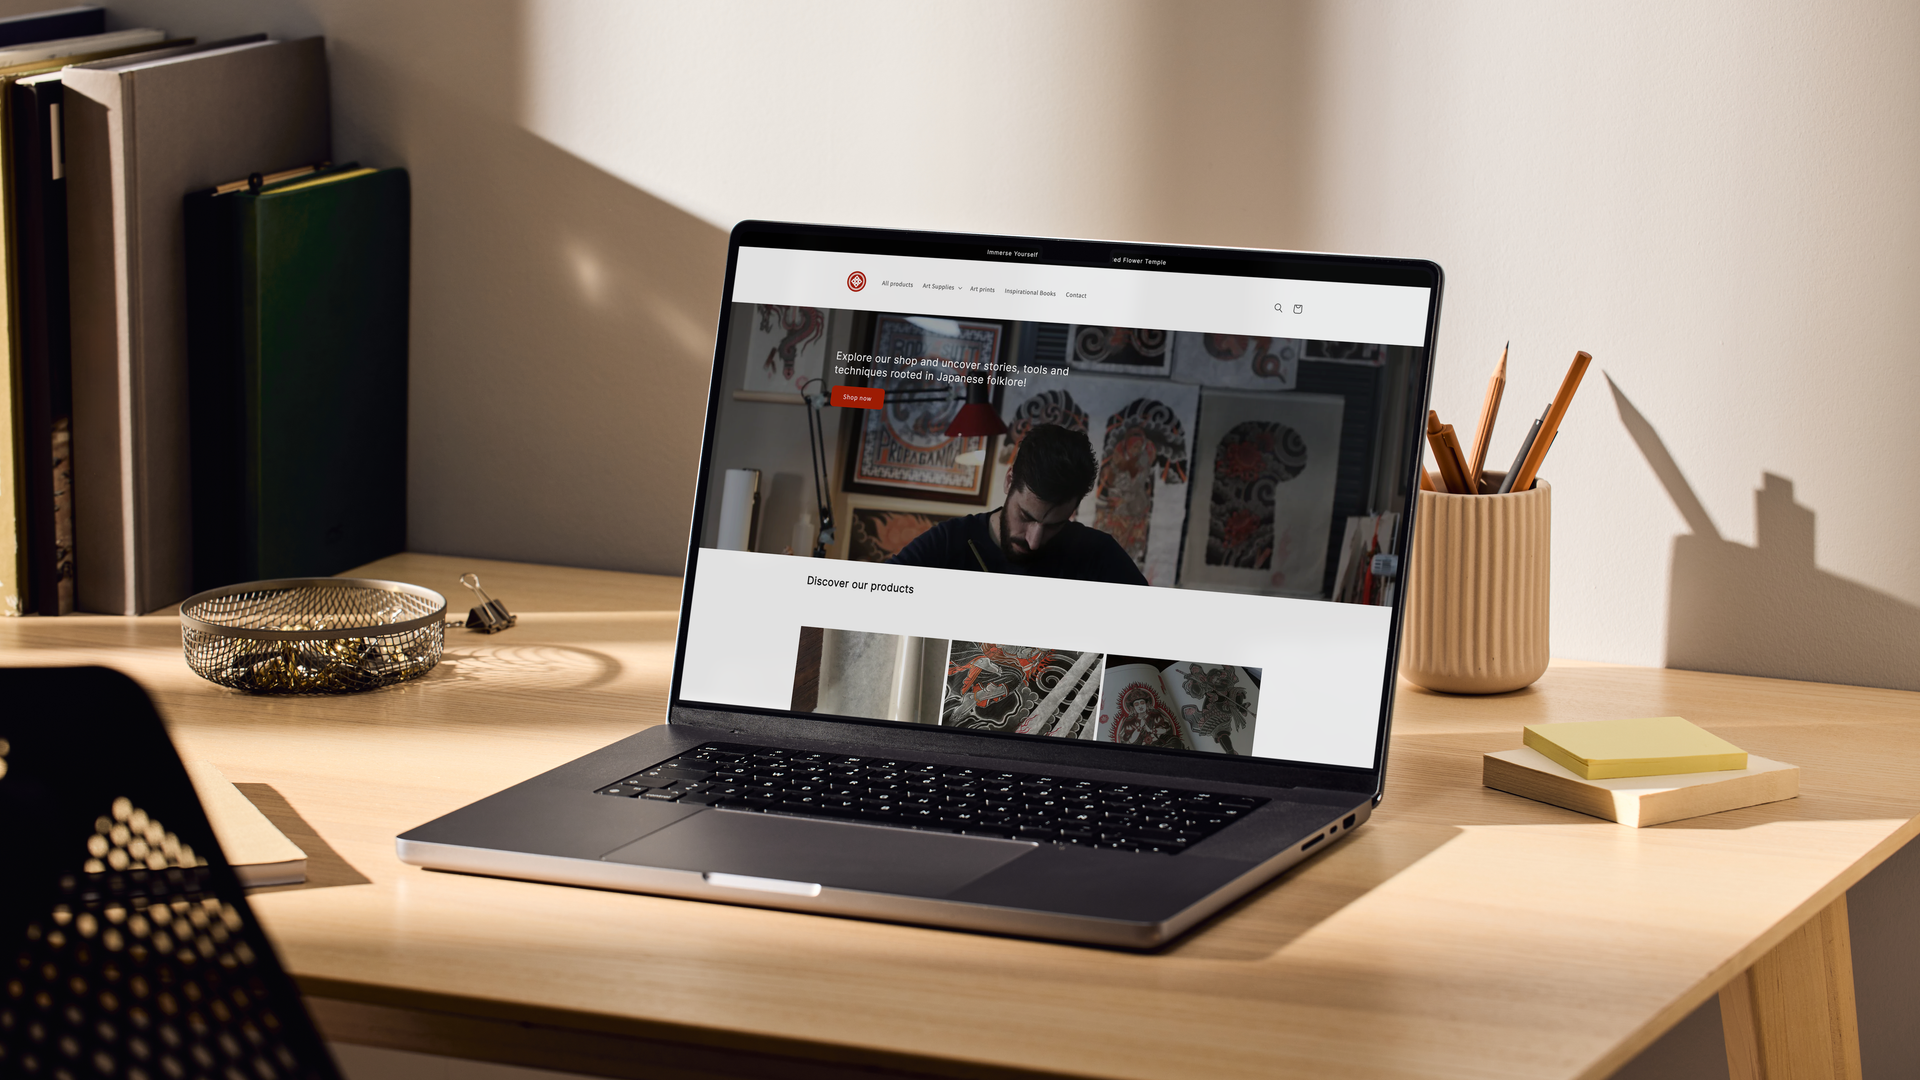 Immerse Yourself
ed Flower Temple
All products
Art Supplies
Art prints
Inspirational Books
Contact
Explore our shop and uncover stories, tools and
techniques rooted in Japanese folklore!
Shop now
PROPAGANDA
Discover our products